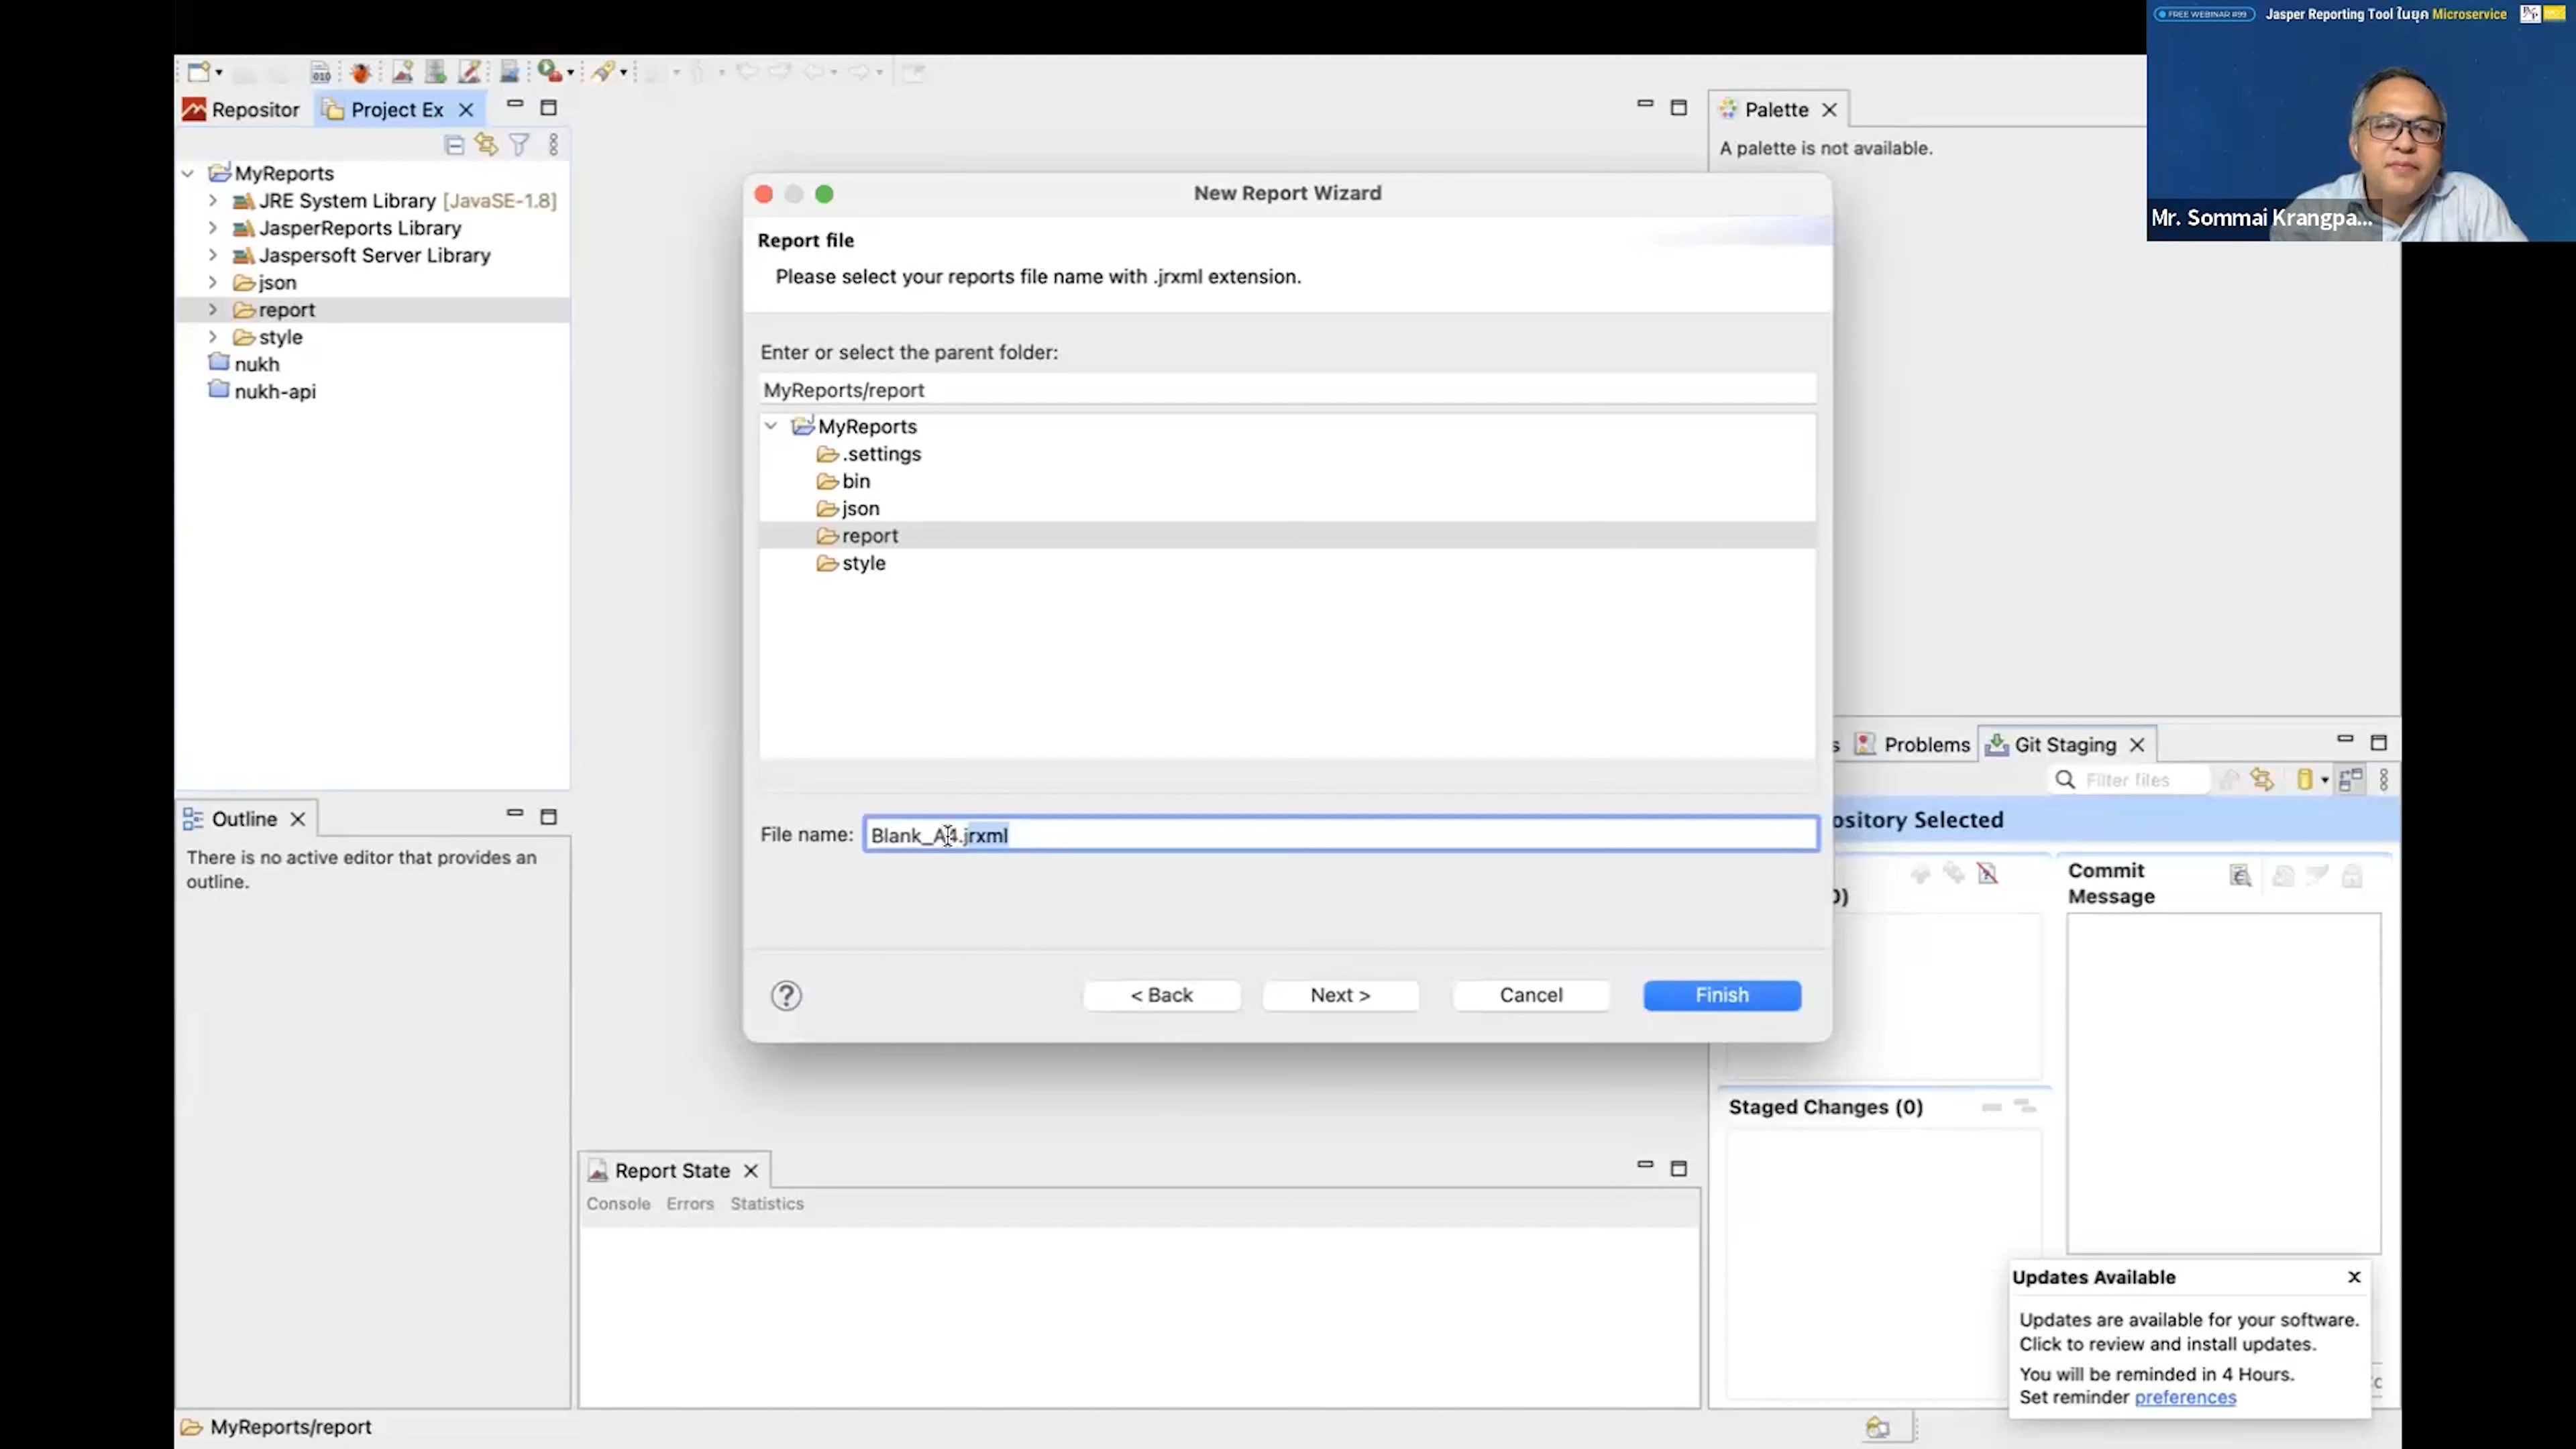 FREE WEBINAR #99
Jasper Reporting Tool ในยุค Microservice
Mr. Sommai Krangpa...
Repositor
Project Ex
MyReports
JRE System Library [JavaSE-1.8]
JasperReports Library
Jaspersoft Server Library
json
report
style
nukh
nukh-api
Palette
A palette is not available.
New Report Wizard
Report file
Please select your reports file name with .jrxml extension.
Enter or select the parent folder:
MyReports/report
MyReports
.settings
bin
json
report
style
File name: Blank_A4.jrxml
< Back
Next >
Cancel
Finish
Outline
There is no active editor that provides an
outline.
s
Problems
Git Staging
Filter files
ository Selected
0)
Commit
Message
Staged Changes (0)
Report State
Console
Errors
Statistics
Updates Available
Updates are available for your software.
Click to review and install updates.
You will be reminded in 4 Hours.
Set reminder preferences
MyReports/report